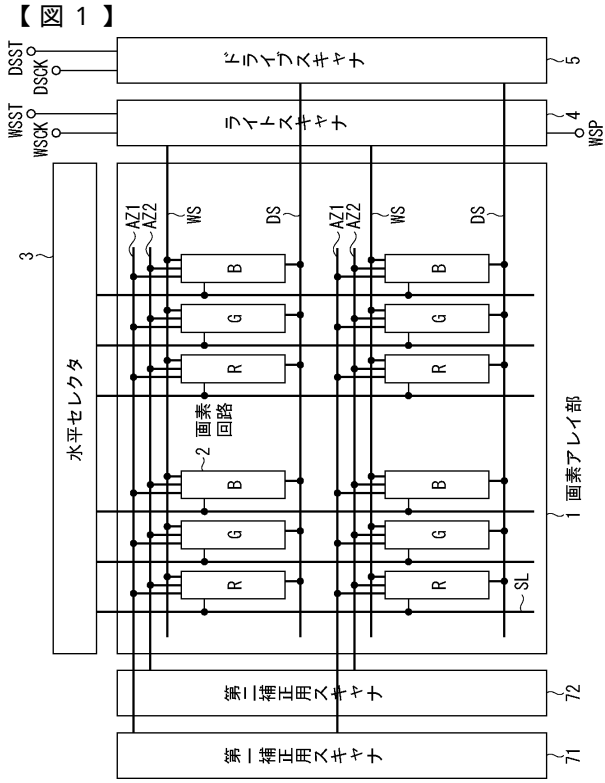 【図1】
DSST
DSCK
ドライブスキャナ
5
WSST
WSCK
ライトスキャナ
4
WSP
3
水平セレクタ
AZ1
AZ2
WS
DS
AZ1
AZ2
WS
DS
B
G
R
B
G
R
画素
回路
2
B
G
R
B
G
R
SL
1 画素アレイ部
第二補正用スキャナ
72
第一補正用スキャナ
71